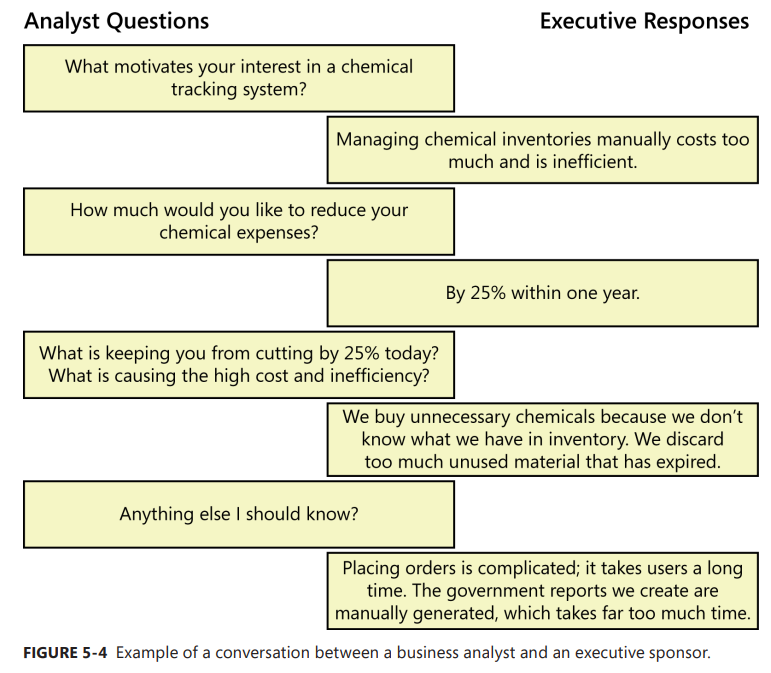 Analyst Questions
Executive Responses
What motivates your interest in a chemical
tracking system?
Managing chemical inventories manually costs too
much and is inefficient.
How much would you like to reduce your
chemical expenses?
By 25% within one year.
What is keeping you from cutting by 25% today?
What is causing the high cost and inefficiency?
We buy unnecessary chemicals because we don’t
know what we have in inventory. We discard
too much unused material that has expired.
Anything else I should know?
Placing orders is complicated; it takes users a long
time. The government reports we create are
manually generated, which takes far too much time.
FIGURE 5-4 Example of a conversation between a business analyst and an executive sponsor.